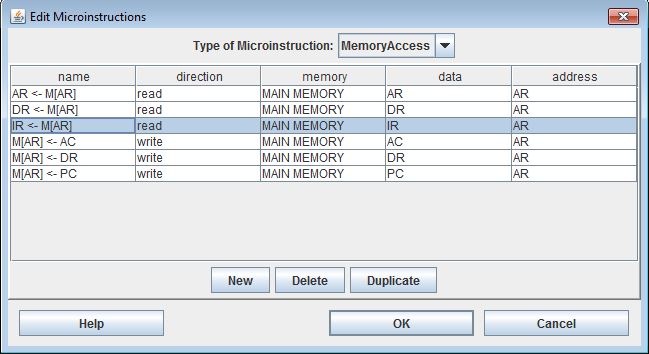 Edit Microinstructions
Type of Microinstruction: MemoryAccess
name direction memory data address
AR <- M[AR] read MAIN MEMORY AR AR
DR <- M[AR] read MAIN MEMORY DR AR
IR <- M[AR] read MAIN MEMORY IR AR
M[AR] <- AC write MAIN MEMORY AC AR
M[AR] <- DR write MAIN MEMORY DR AR
M[AR] <- PC write MAIN MEMORY PC AR
New Delete Duplicate
Help OK Cancel